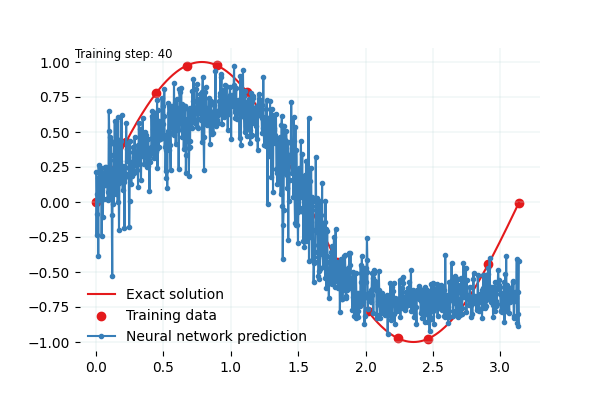 Training step: 40
1.00
0.75
0.50
0.25
0.00
−0.25
−0.50
−0.75
−1.00
Exact solution
Training data
Neural network prediction
0.0 0.5 1.0 1.5 2.0 2.5 3.0